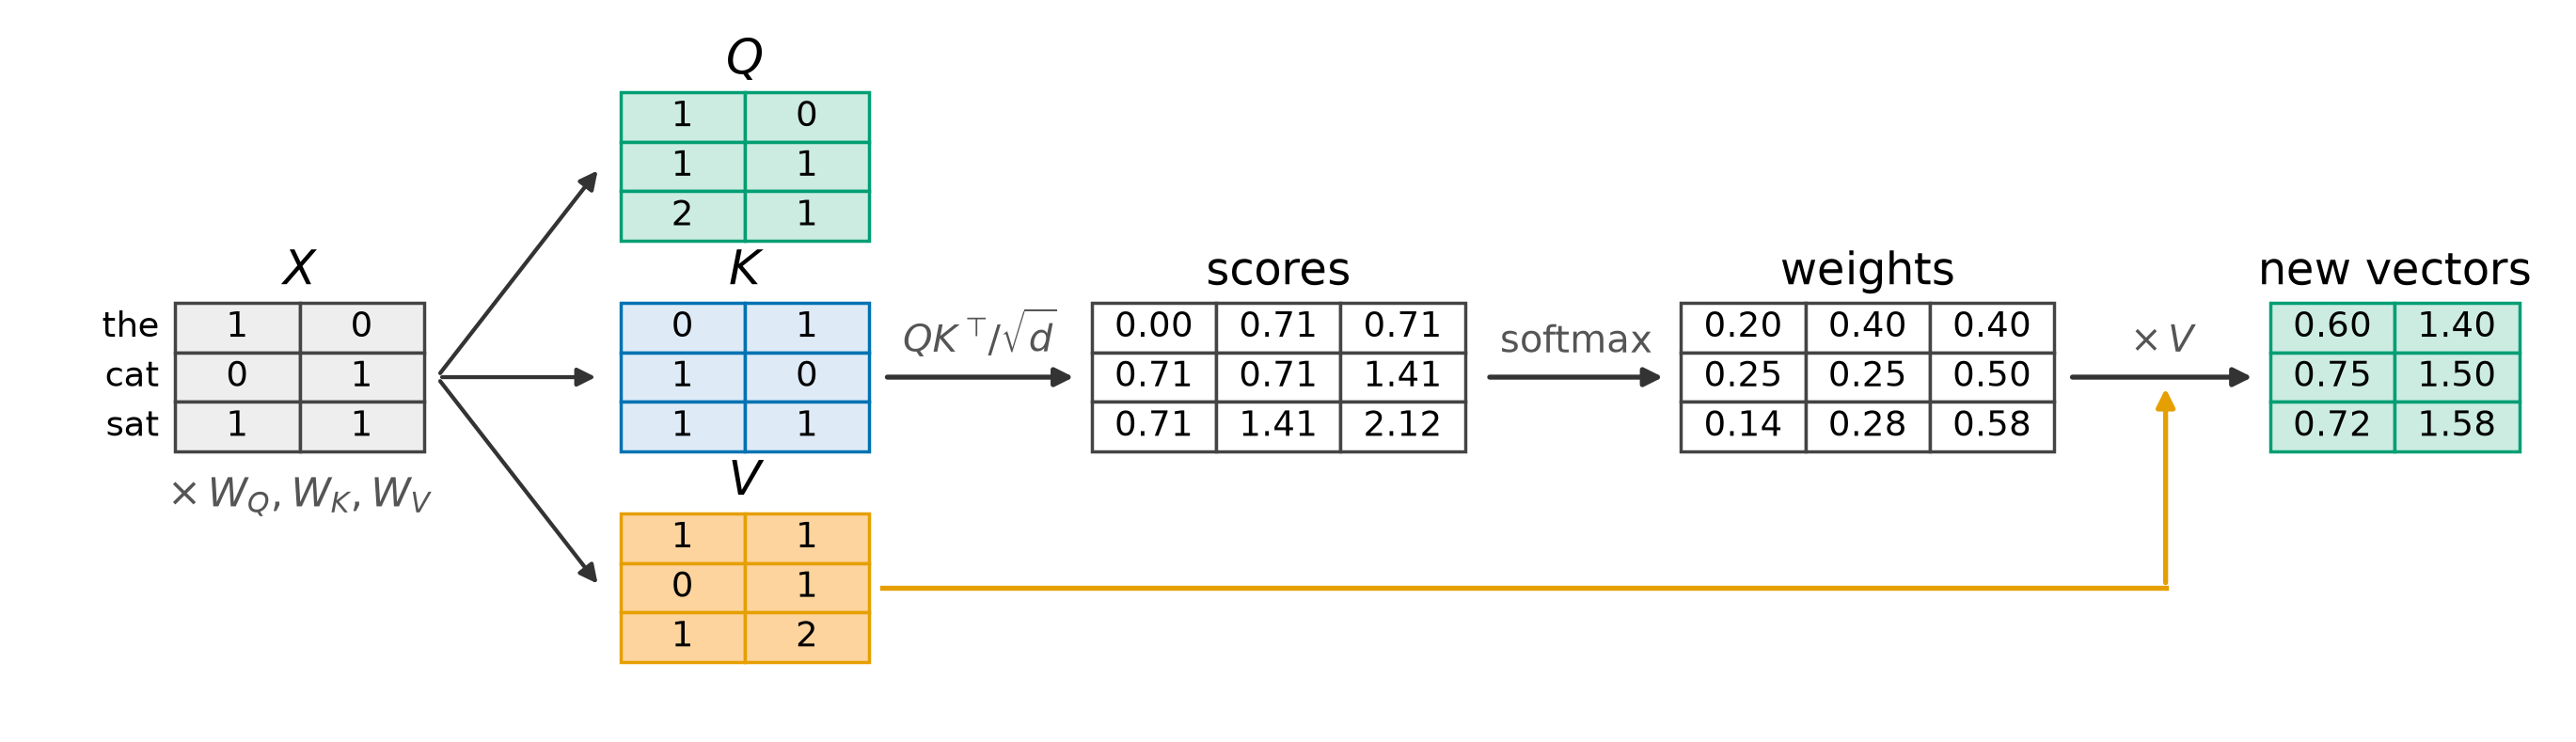 Q
1 0
1 1
2 1
X
the 1 0
cat 0 1
sat 1 1
× W_Q, W_K, W_V
K
0 1
1 0
1 1
QK⊤/√d
scores
0.00 0.71 0.71
0.71 0.71 1.41
0.71 1.41 2.12
softmax
weights
0.20 0.40 0.40
0.25 0.25 0.50
0.14 0.28 0.58
× V
new vectors
0.60 1.40
0.75 1.50
0.72 1.58
V
1 1
0 1
1 2